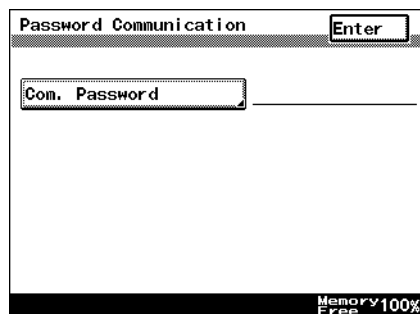 Password Communication
Enter
Com. Password
Memory
Free 100%